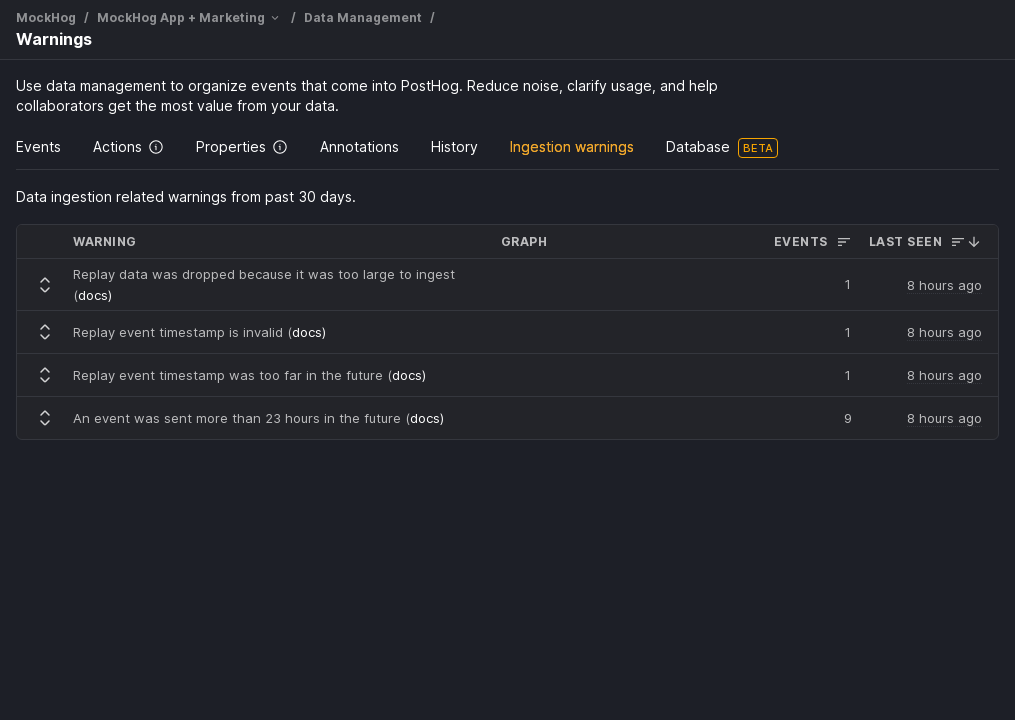 MockHog / MockHog App + Marketing / Data Management /
Warnings
Use data management to organize events that come into PostHog. Reduce noise, clarify usage, and help
collaborators get the most value from your data.
Events Actions Properties Annotations History Ingestion warnings Database BETA
Data ingestion related warnings from past 30 days.
WARNING GRAPH EVENTS LAST SEEN
Replay data was dropped because it was too large to ingest
(docs) 1 8 hours ago
Replay event timestamp is invalid (docs) 1 8 hours ago
Replay event timestamp was too far in the future (docs) 1 8 hours ago
An event was sent more than 23 hours in the future (docs) 9 8 hours ago